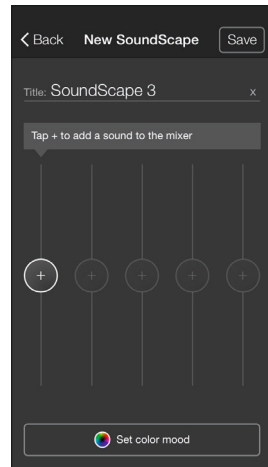 Back New SoundScape Save
Title: SoundScape 3 x
Tap + to add a sound to the mixer
+ + + + +
Set color mood